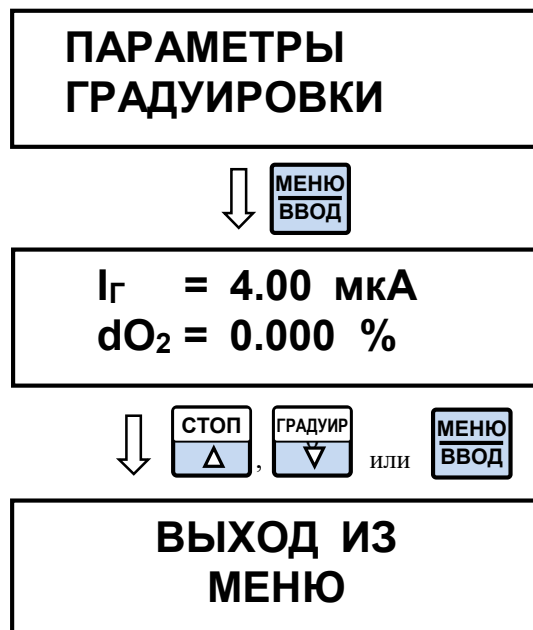 ПАРАМЕТРЫ
ГРАДУИРОВКИ
МЕНЮ
ВВОД
IГ = 4.00 мкА
dO₂ = 0.000 %
СТОП , ГРАДУИР или МЕНЮ
ВВОД
ВЫХОД ИЗ
МЕНЮ